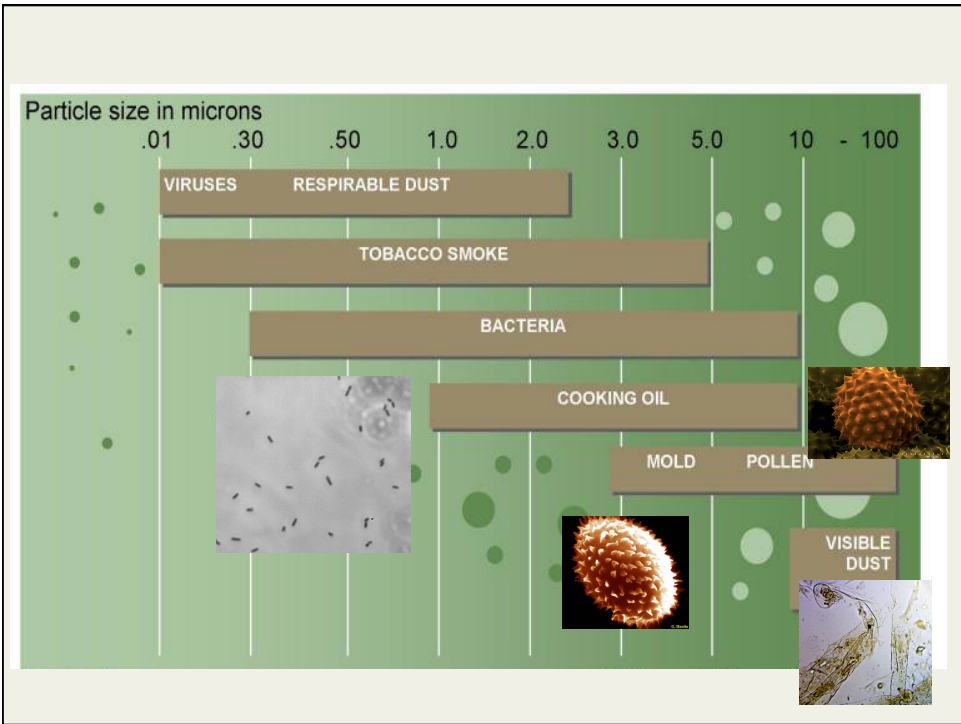 Particle size in microns
.01 .30 .50 1.0 2.0 3.0 5.0 10 - 100
VIRUSES RESPIRABLE DUST
TOBACCO SMOKE
BACTERIA
COOKING OIL
MOLD POLLEN
VISIBLE
DUST